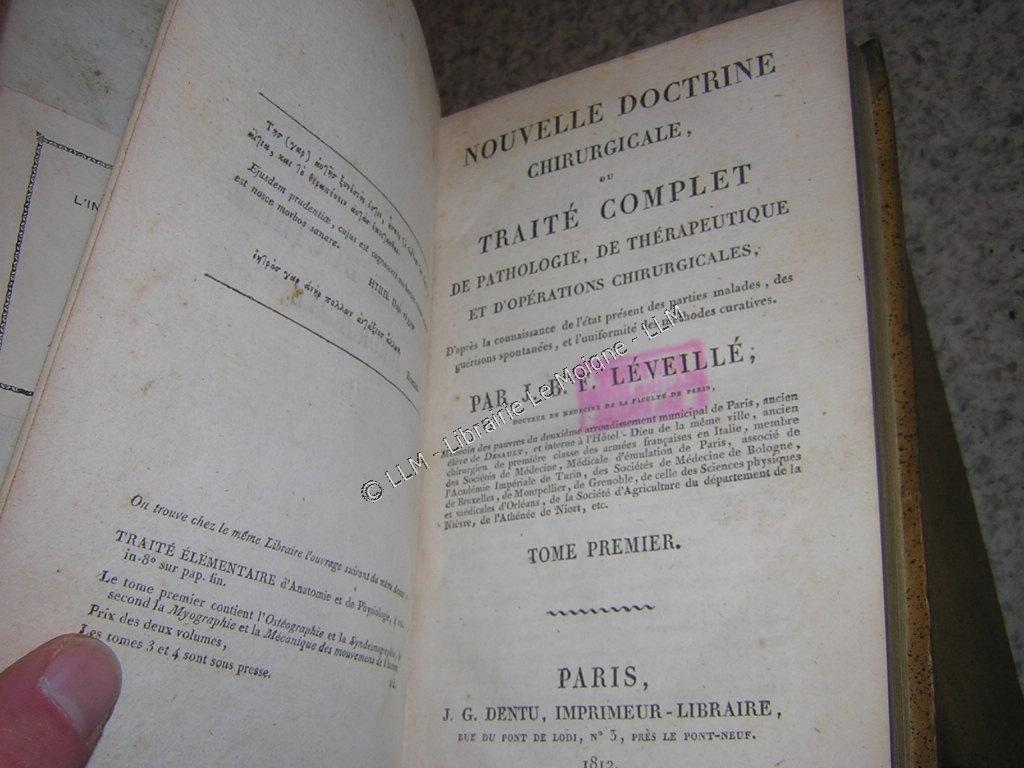 L'IN
Ejusdem prudentiæ, cujus est cognoscere
est nosce morbos sanare.
On trouve chez le même Libraire l'ouvrage suivant du même Auteur :
TRAITÉ ÉLÉMENTAIRE d'Anatomie et de Physiologie, 4 vol.
in-8° sur pap. fin.
Le tome premier contient l'Ostéographie et la Syndesmographie, le
second la Myographie et la Mécanique des mouvemens de
Prix des deux volumes,
Les tomes 3 et 4 sont sous presse.
NOUVELLE DOCTRINE
CHIRURGICALE,
OU
TRAITÉ COMPLET
DE PATHOLOGIE, DE THÉRAPEUTIQUE
ET D'OPÉRATIONS CHIRURGICALES,
D'après la connaissance de l'état présent des parties malades, des
guérisons spontanées, et l'uniformité des méthodes curatives.
PAR J. B. F. LÉVEILLÉ,
DOCTEUR EN MÉDECINE DE LA FACULTÉ DE PARIS,
Médecin des pauvres du deuxième arrondissement municipal de Paris, ancien
élève de DESAULT, et interne à l'Hôtel-Dieu de la même ville, ancien
chirurgien de première classe des armées françaises en Italie, membre
des Sociétés de Médecine, Médicale d'émulation de Paris, associé de
l'Académie Impériale de Turin, des Sociétés de Médecine de Bologne,
de Bruxelles, de Montpellier, de Grenoble, de celle des Sciences physiques
et médicales d'Orléans, de la Société d'Agriculture du département de la
Nièvre, de l'Athénée de Niort, etc.
TOME PREMIER.
PARIS,
J. G. DENTU, IMPRIMEUR-LIBRAIRE,
RUE DU PONT DE LODI, N° 3, PRÈS LE PONT-NEUF.
1812.
© LLM - Librairie Le Moigne - LLM